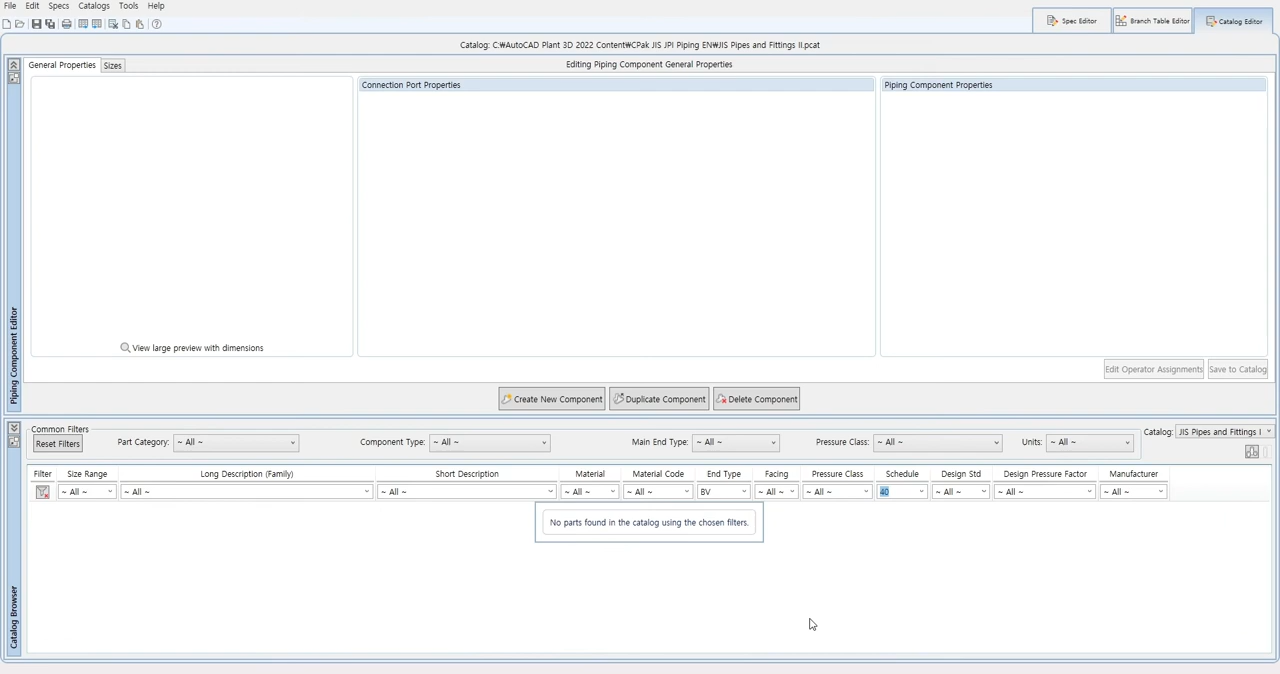 File Edit Specs Catalogs Tools Help
Spec Editor Branch Table Editor Catalog Editor
Catalog: C:₩AutoCAD Plant 3D 2022 Content₩CPak JIS JPI Piping EN₩JIS Pipes and Fittings II.pcat
General Properties Sizes Editing Piping Component General Properties
Connection Port Properties Piping Component Properties
View large preview with dimensions
Piping Component Editor
Edit Operator Assignments Save to Catalog
Create New Component Duplicate Component Delete Component
Common Filters
Catalog: JIS Pipes and Fittings I
Reset Filters Part Category: ~ All ~ Component Type: ~ All ~ Main End Type: ~ All ~ Pressure Class: ~ All ~ Units: ~ All ~
Filter Size Range Long Description (Family) Short Description Material Material Code End Type Facing Pressure Class Schedule Design Std Design Pressure Factor Manufacturer
~ All ~ ~ All ~ ~ All ~ ~ All ~ ~ All ~ BV ~ All ~ ~ All ~ 40 ~ All ~ ~ All ~ ~ All ~
No parts found in the catalog using the chosen filters.
Catalog Browser